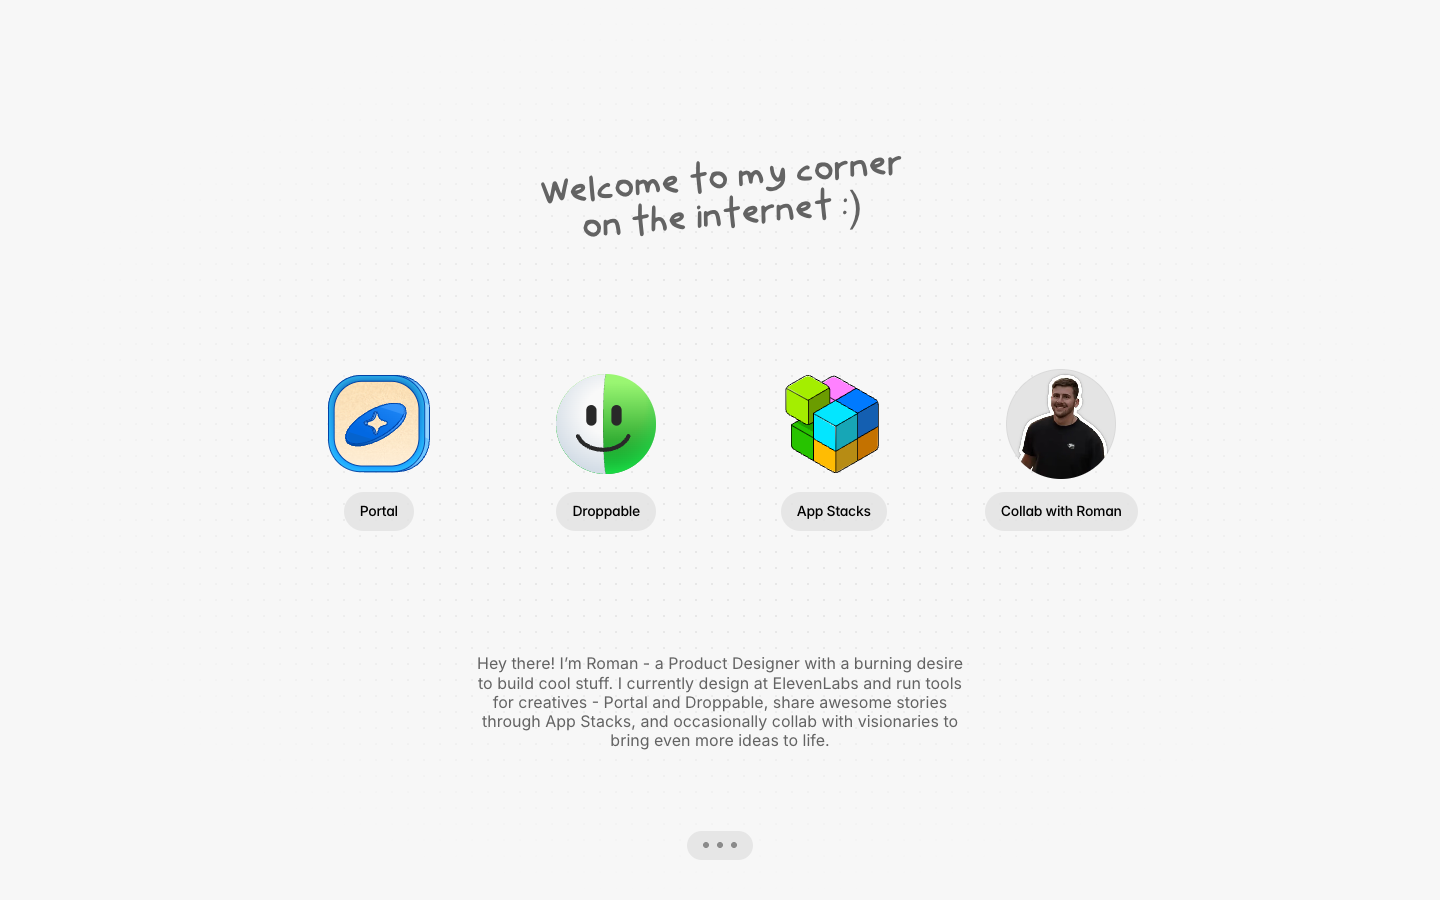 Welcome to my corner
on the internet :)
Portal
Droppable
App Stacks
Collab with Roman
Hey there! I’m Roman - a Product Designer with a burning desire
to build cool stuff. I currently design at ElevenLabs and run tools
for creatives - Portal and Droppable, share awesome stories
through App Stacks, and occasionally collab with visionaries to
bring even more ideas to life.